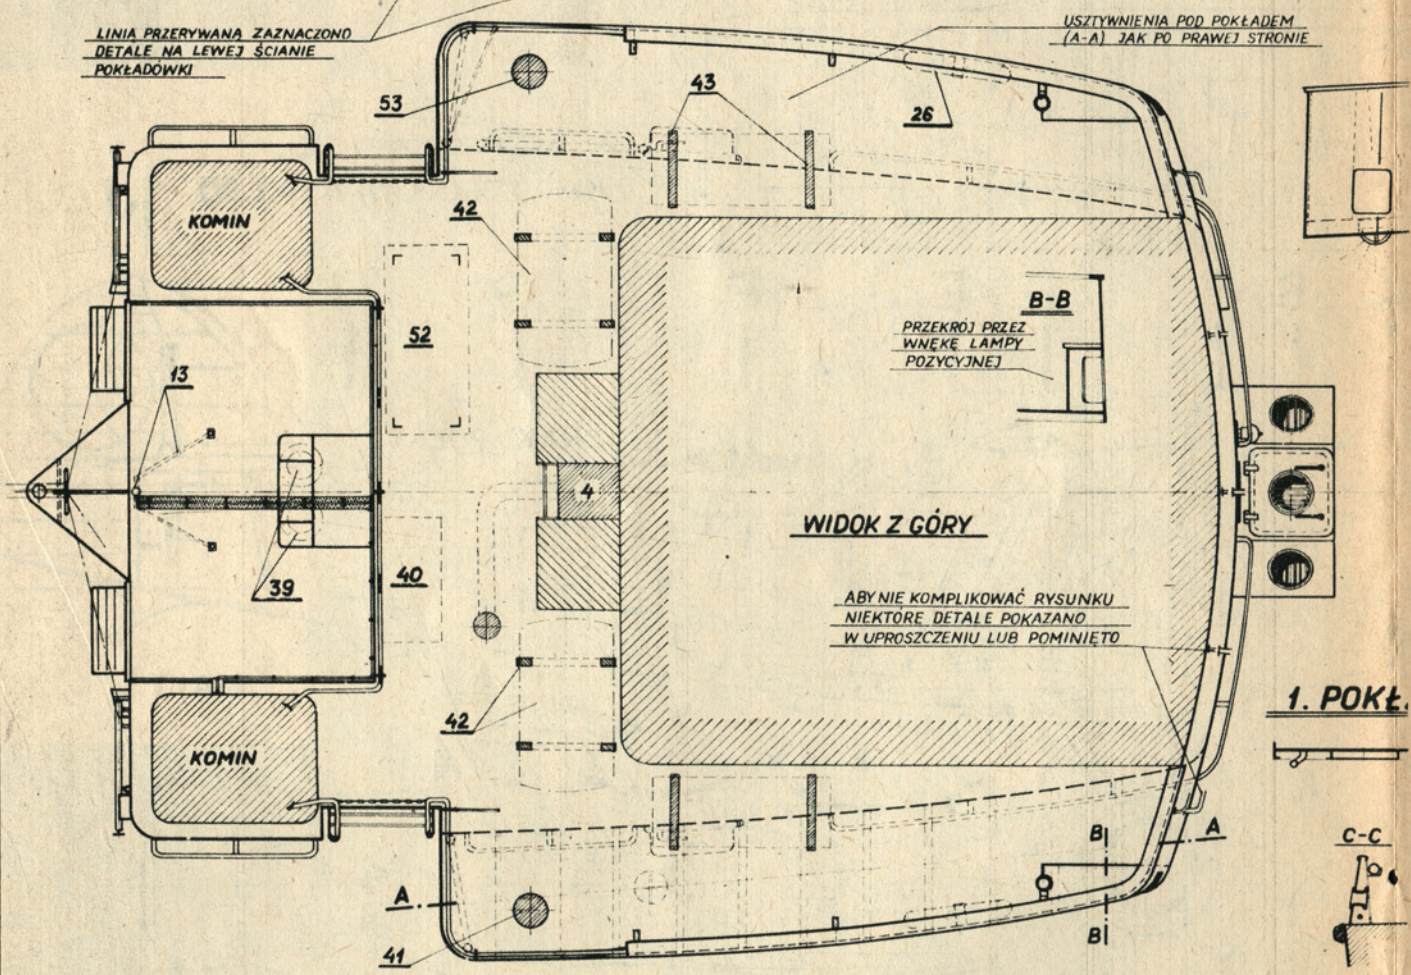 LINIA PRZERYWANĄ ZAZNACZONO
DETALE NA LEWEJ ŚCIANIE
POKŁADÓWKI
USZTYWNIENIA POD POKŁADEM
(A-A) JAK PO PRAWEJ STRONIE
53
43
26
KOMIN
42
52
B-B
PRZEKRÓJ PRZEZ
WNĘKĘ LAMPY
POZYCYJNEJ
13
4
WIDOK Z GÓRY
39
40
ABY NIE KOMPLIKOWAĆ RYSUNKU
NIEKTÓRE DETALE POKAZANO
W UPROSZCZENIU LUB POMINIĘTO
42
KOMIN
1. POKŁ.
B
A
C-C
A
B
41